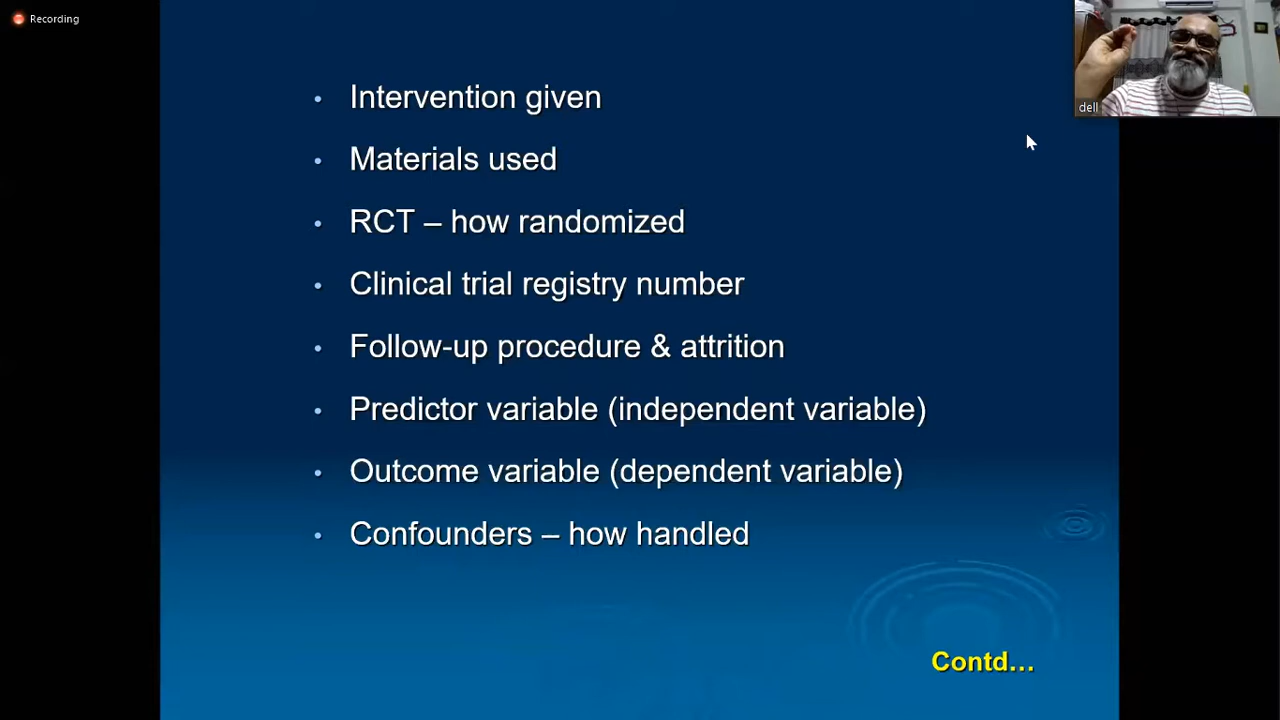 Recording
dell
• Intervention given
• Materials used
• RCT – how randomized
• Clinical trial registry number
• Follow-up procedure & attrition
• Predictor variable (independent variable)
• Outcome variable (dependent variable)
• Confounders – how handled
Contd...